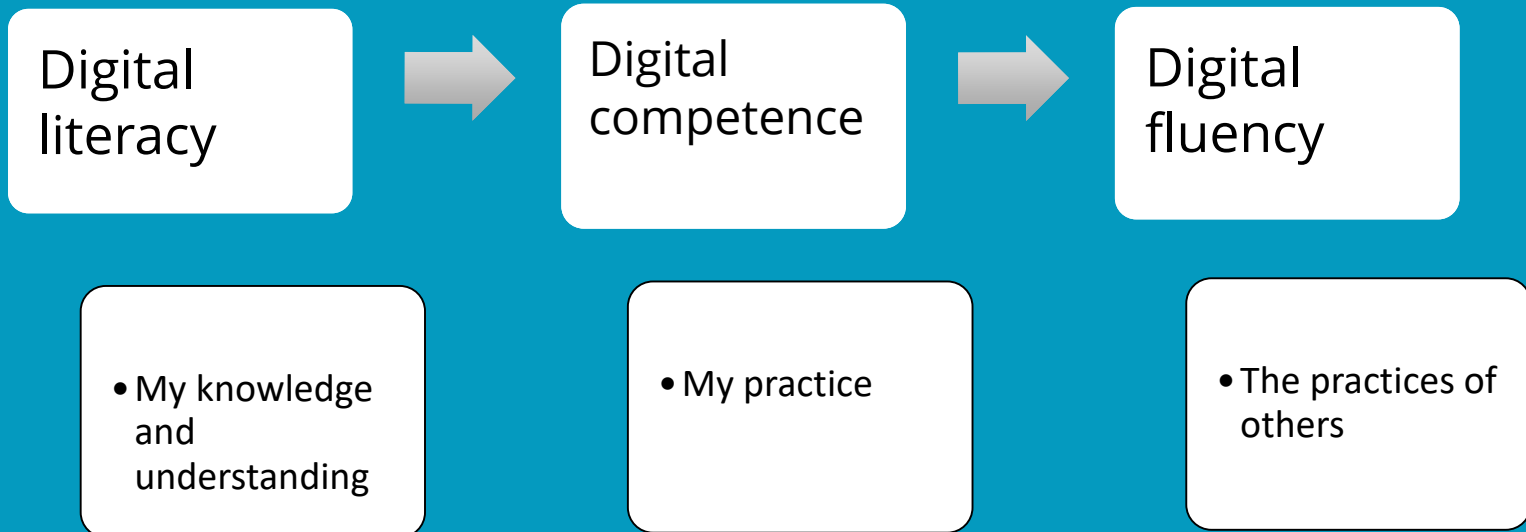 Digital
literacy
Digital
competence
Digital
fluency
• My knowledge
and
understanding
• My practice
• The practices of
others